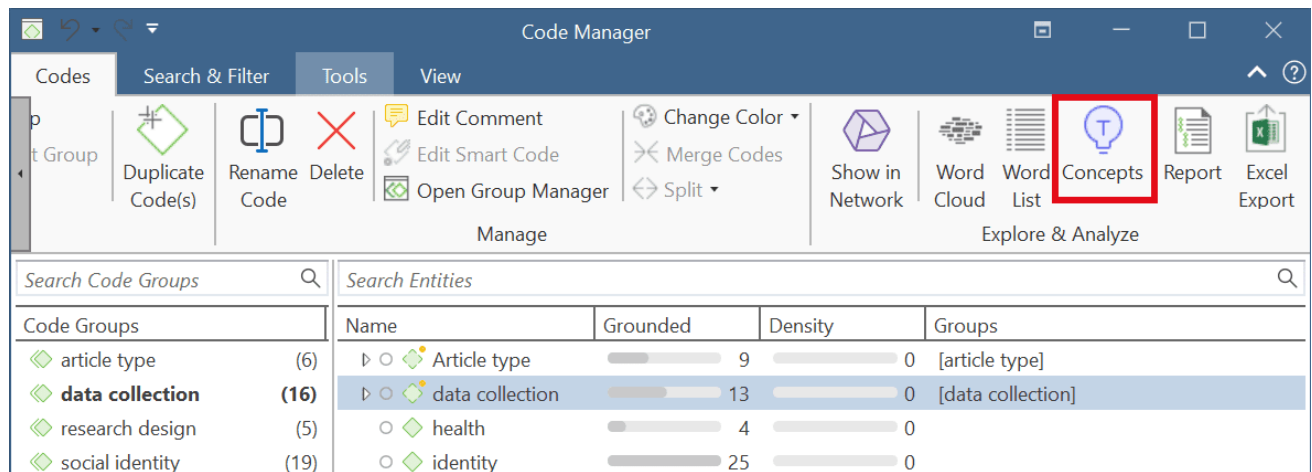 Code Manager
Codes Search & Filter Tools View
p
t Group
Duplicate
Code(s)
Rename
Code
Delete
Edit Comment
Edit Smart Code
Open Group Manager
Change Color
Merge Codes
Split
Manage
Show in
Network
Word
Cloud
Word
List
Concepts
Report
Excel
Export
Explore & Analyze
Search Code Groups
Search Entities
Code Groups
Name Grounded Density Groups
article type (6)
Article type 9 0 [article type]
data collection (16)
data collection 13 0 [data collection]
research design (5)
health 4 0
social identity (19)
identity 25 0